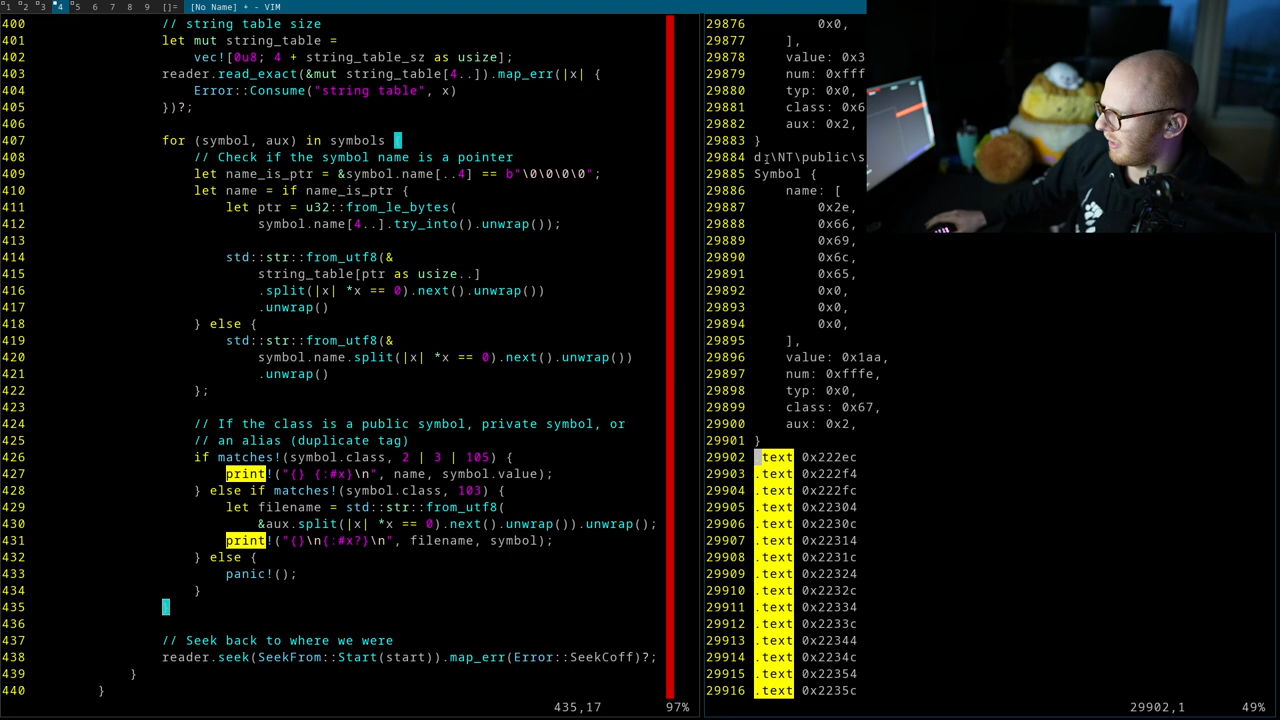 1 2 3 4 5 6 7 8 9 []= [No Name] + - VIM
400 // string table size
401 let mut string_table =
402 vec![0u8; 4 + string_table_sz as usize];
403 reader.read_exact(&mut string_table[4..]).map_err(|x| {
404 Error::Consume("string table", x)
405 })?;
406
407 for (symbol, aux) in symbols {
408 // Check if the symbol name is a pointer
409 let name_is_ptr = &symbol.name[..4] == b"\0\0\0\0";
410 let name = if name_is_ptr {
411 let ptr = u32::from_le_bytes(
412 symbol.name[4..].try_into().unwrap());
413
414 std::str::from_utf8(&
415 string_table[ptr as usize..]
416 .split(|x| *x == 0).next().unwrap())
417 .unwrap()
418 } else {
419 std::str::from_utf8(&
420 symbol.name.split(|x| *x == 0).next().unwrap())
421 .unwrap()
422 };
423
424 // If the class is a public symbol, private symbol, or
425 // an alias (duplicate tag)
426 if matches!(symbol.class, 2 | 3 | 105) {
427 print!("{} {:#x}\n", name, symbol.value);
428 } else if matches!(symbol.class, 103) {
429 let filename = std::str::from_utf8(
430 &aux.split(|x| *x == 0).next().unwrap()).unwrap();
431 print!("{}\n{:#x?}\n", filename, symbol);
432 } else {
433 panic!();
434 }
435 }
436
437 // Seek back to where we were
438 reader.seek(SeekFrom::Start(start)).map_err(Error::SeekCoff)?;
439 }
440 }
435,17 97%
29876 0x0,
29877 ],
29878 value: 0x3
29879 num: 0xfff
29880 typ: 0x0,
29881 class: 0x6
29882 aux: 0x2,
29883 }
29884 d:\NT\public\s
29885 Symbol {
29886 name: [
29887 0x2e,
29888 0x66,
29889 0x69,
29890 0x6c,
29891 0x65,
29892 0x0,
29893 0x0,
29894 0x0,
29895 ],
29896 value: 0x1aa,
29897 num: 0xfffe,
29898 typ: 0x0,
29899 class: 0x67,
29900 aux: 0x2,
29901 }
29902 .text 0x222ec
29903 .text 0x222f4
29904 .text 0x222fc
29905 .text 0x22304
29906 .text 0x2230c
29907 .text 0x22314
29908 .text 0x2231c
29909 .text 0x22324
29910 .text 0x2232c
29911 .text 0x22334
29912 .text 0x2233c
29913 .text 0x22344
29914 .text 0x2234c
29915 .text 0x22354
29916 .text 0x2235c
29902,1 49%